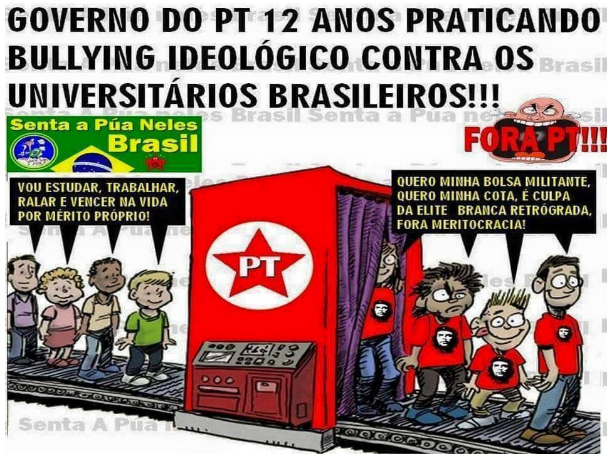 GOVERNO DO PT 12 ANOS PRATICANDO
BULLYING IDEOLÓGICO CONTRA OS
UNIVERSITÁRIOS BRASILEIROS!!!
Senta a Púa Neles
Brasil
FORA PT!!!
VOU ESTUDAR, TRABALHAR,
RALAR E VENCER NA VIDA
POR MÉRITO PRÓPRIO!
QUERO MINHA BOLSA MILITANTE,
QUERO MINHA COTA, É CULPA
DA ELITE BRANCA RETRÓGRADA,
FORA MERITOCRACIA!
PT
Senta A Púa